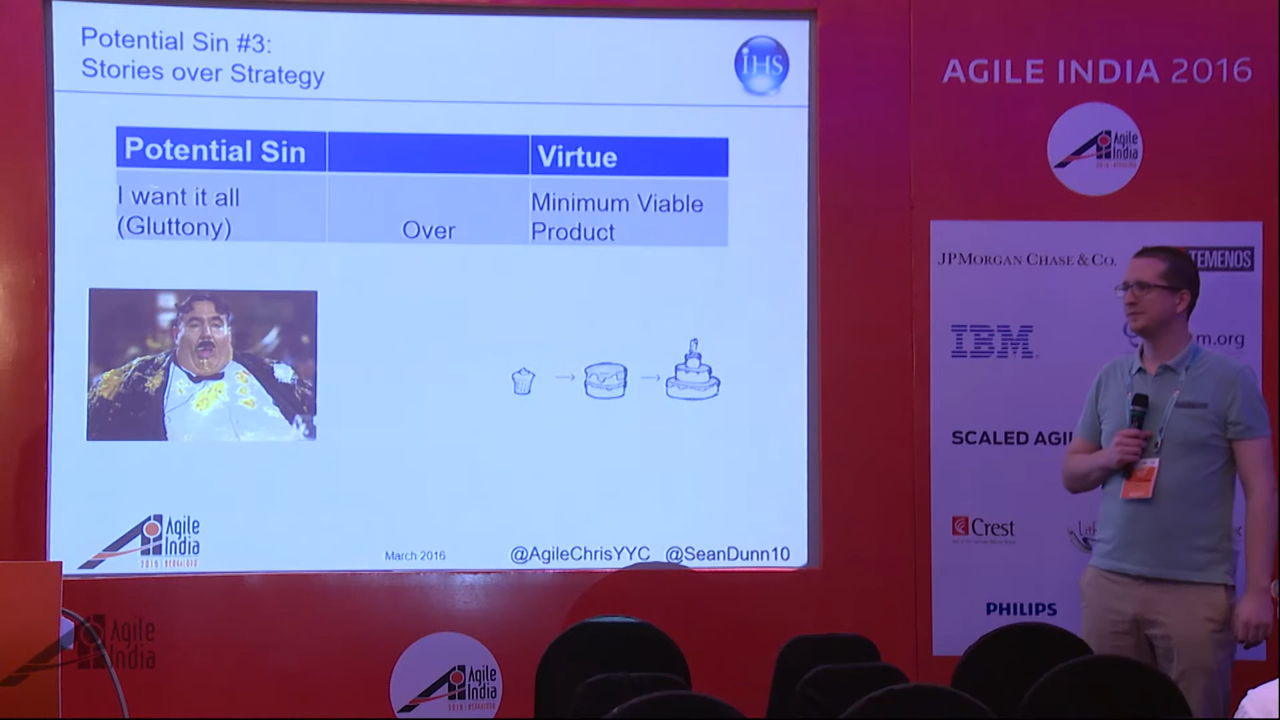 Potential Sin #3:
Stories over Strategy
IHS
Potential Sin
Virtue
I want it all
(Gluttony)
Over
Minimum Viable
Product
Agile
India
March 2016
@AgileChrisYYC @SeanDunn10
AGILE INDIA 2016
Agile
India
JPMORGAN CHASE & CO.
TEMENOS
IBM
m.org
SCALED AGIL
Crest
Lith
PHILIPS
Agile
India
Agile
India